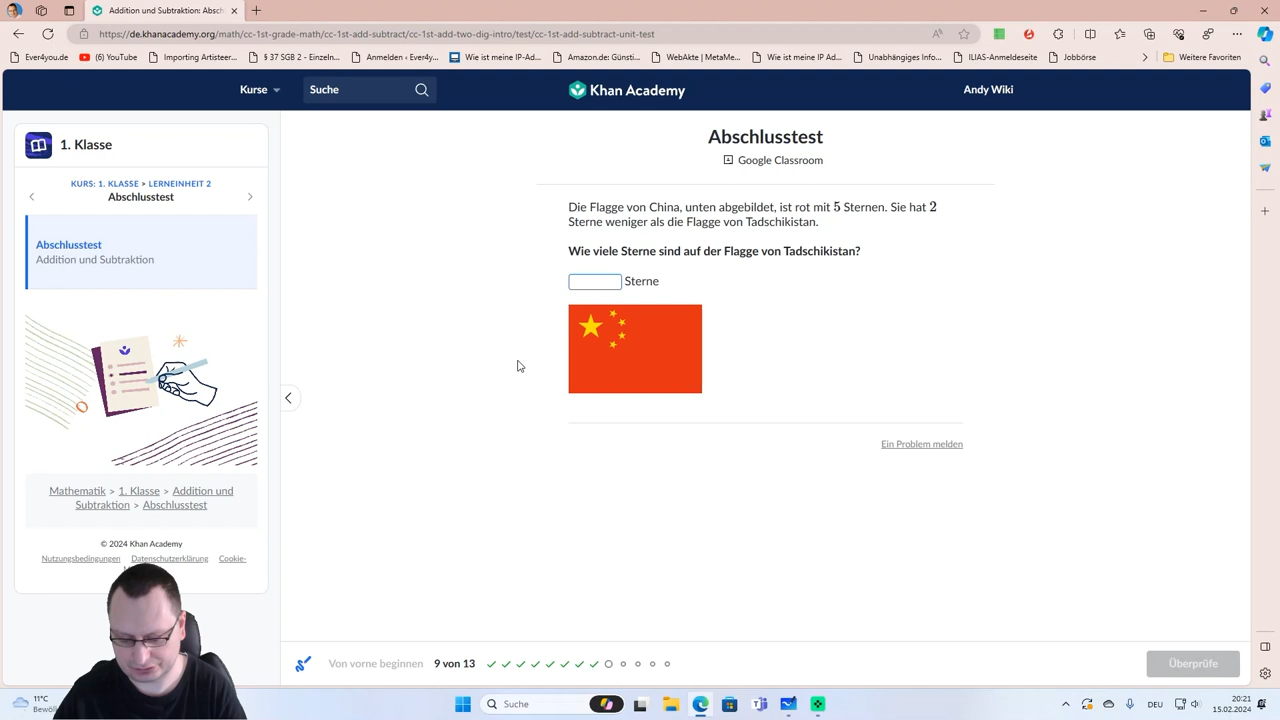 Addition und Subtraktion: Absch
https://de.khanacademy.org/math/cc-1st-grade-math/cc-1st-add-subtract/cc-1st-add-two-dig-intro/test/cc-1st-add-subtract-unit-test
Ever4you.de
(6) YouTube
Importing Artisteer...
§ 37 SGB 2 - Einzeln...
Anmelden ‹ Ever4y...
Wie ist meine IP-Ad...
Amazon.de: Günsti...
WebAkte | MetaMe...
Wie ist meine IP Ad...
Unabhängiges Info...
ILIAS-Anmeldeseite
Jobbörse
Weitere Favoriten
Kurse
Suche
Khan Academy
Andy Wiki
1. Klasse
KURS: 1. KLASSE > LERNEINHEIT 2
Abschlusstest
Abschlusstest
Addition und Subtraktion
Mathematik > 1. Klasse > Addition und
Subtraktion > Abschlusstest
© 2024 Khan Academy
Nutzungsbedingungen Datenschutzerklärung Cookie-
Abschlusstest
Google Classroom
Die Flagge von China, unten abgebildet, ist rot mit 5 Sternen. Sie hat 2
Sterne weniger als die Flagge von Tadschikistan.
Wie viele Sterne sind auf der Flagge von Tadschikistan?
Sterne
Ein Problem melden
Von vorne beginnen
9 von 13
Überprüfe
11°C
Bewöl
Suche
DEU
20:21
15.02.2024